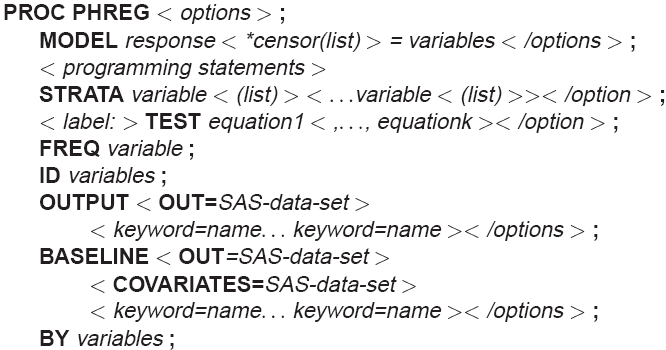 PROC PHREG < options > ;
MODEL response < *censor(list) > = variables < /options > ;
< programming statements >
STRATA variable < (list) > < ...variable < (list) >>< /option > ;
< label: > TEST equation1 < ,..., equationk >< /option > ;
FREQ variable ;
ID variables ;
OUTPUT < OUT=SAS-data-set >
< keyword=name... keyword=name >< /options > ;
BASELINE < OUT=SAS-data-set >
< COVARIATES=SAS-data-set >
< keyword=name... keyword=name >< /options > ;
BY variables ;